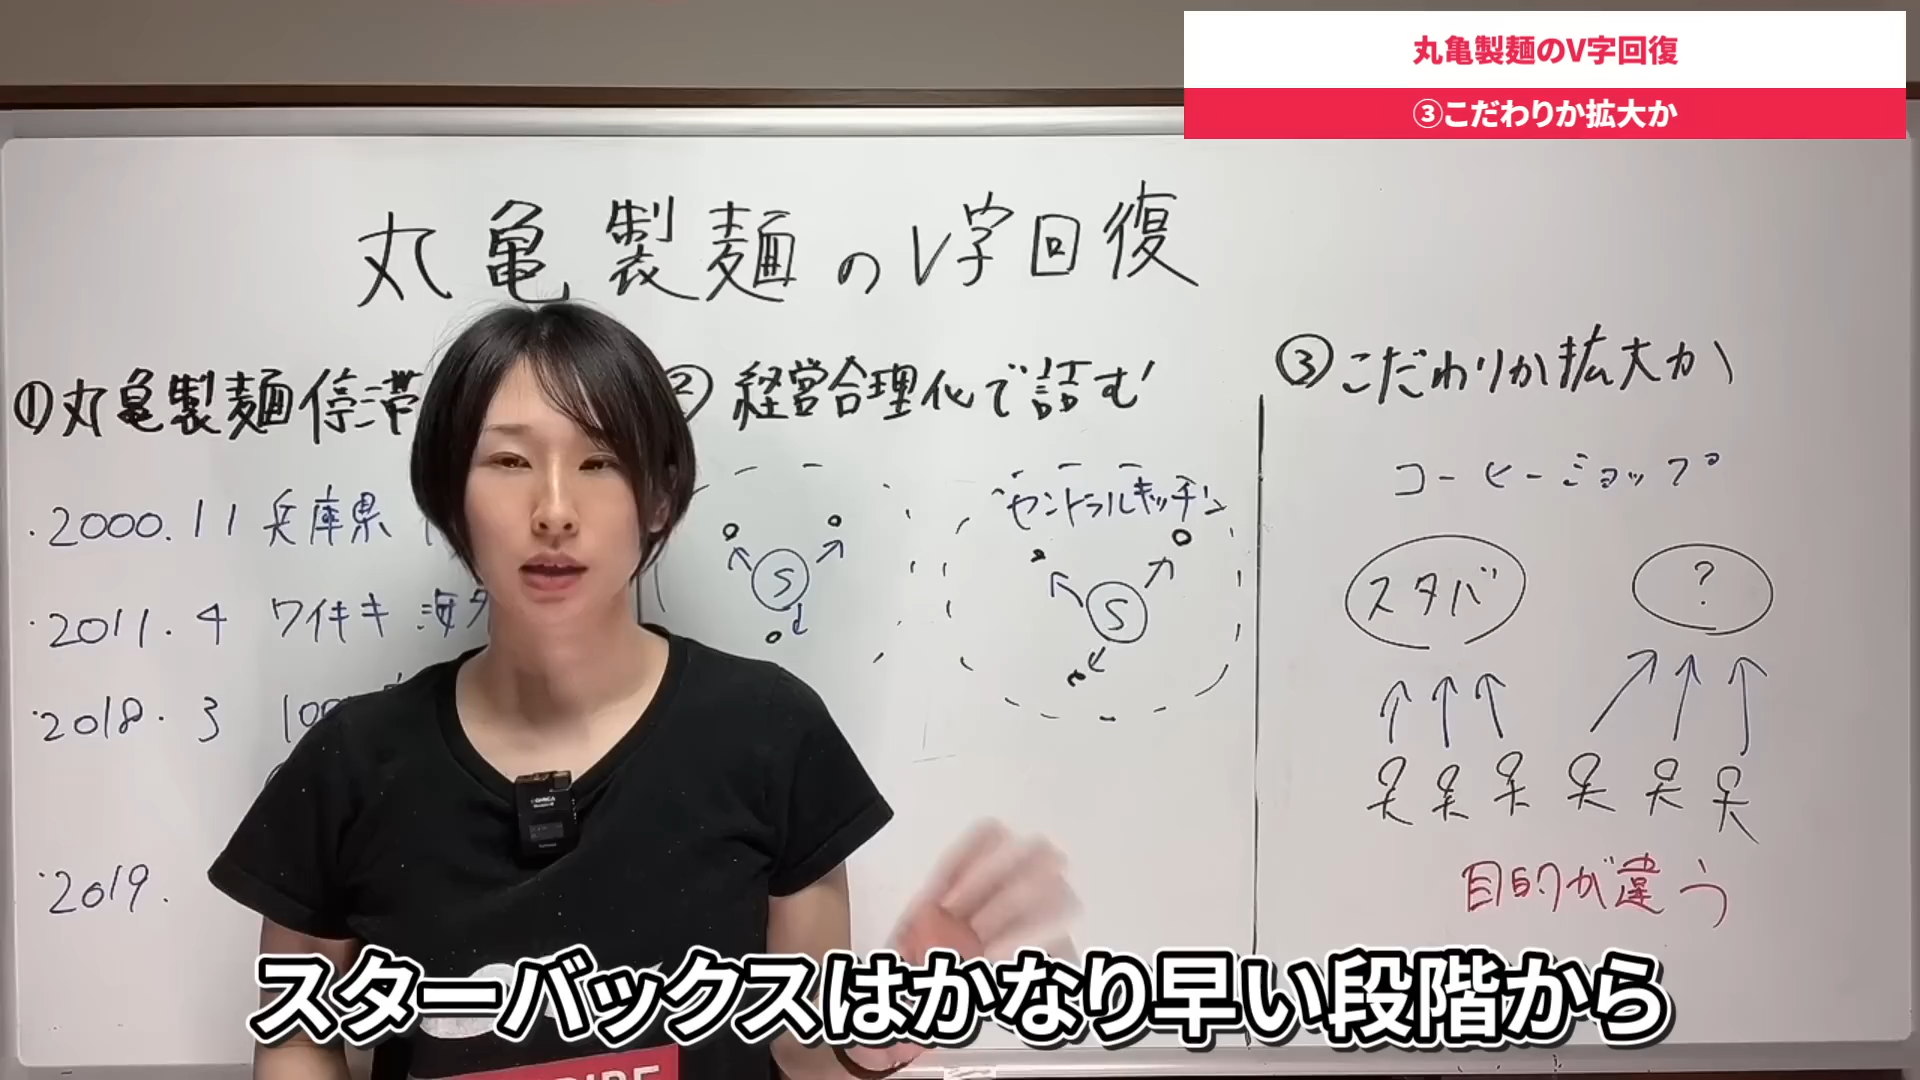 丸亀製麺のV字回復
③こだわりか拡大か
丸亀製麺のV字回復
①丸亀製麺停滞
②経営合理化で詰む
③こだわりか拡大か
・2000.11 兵庫県
・2011.4 ワイキキ 海外
・2018.3 100
・2019.
S
セントラルキッチン
S
コーヒーショップ
スタバ
?
目的が違う
スターバックスはかなり早い段階から